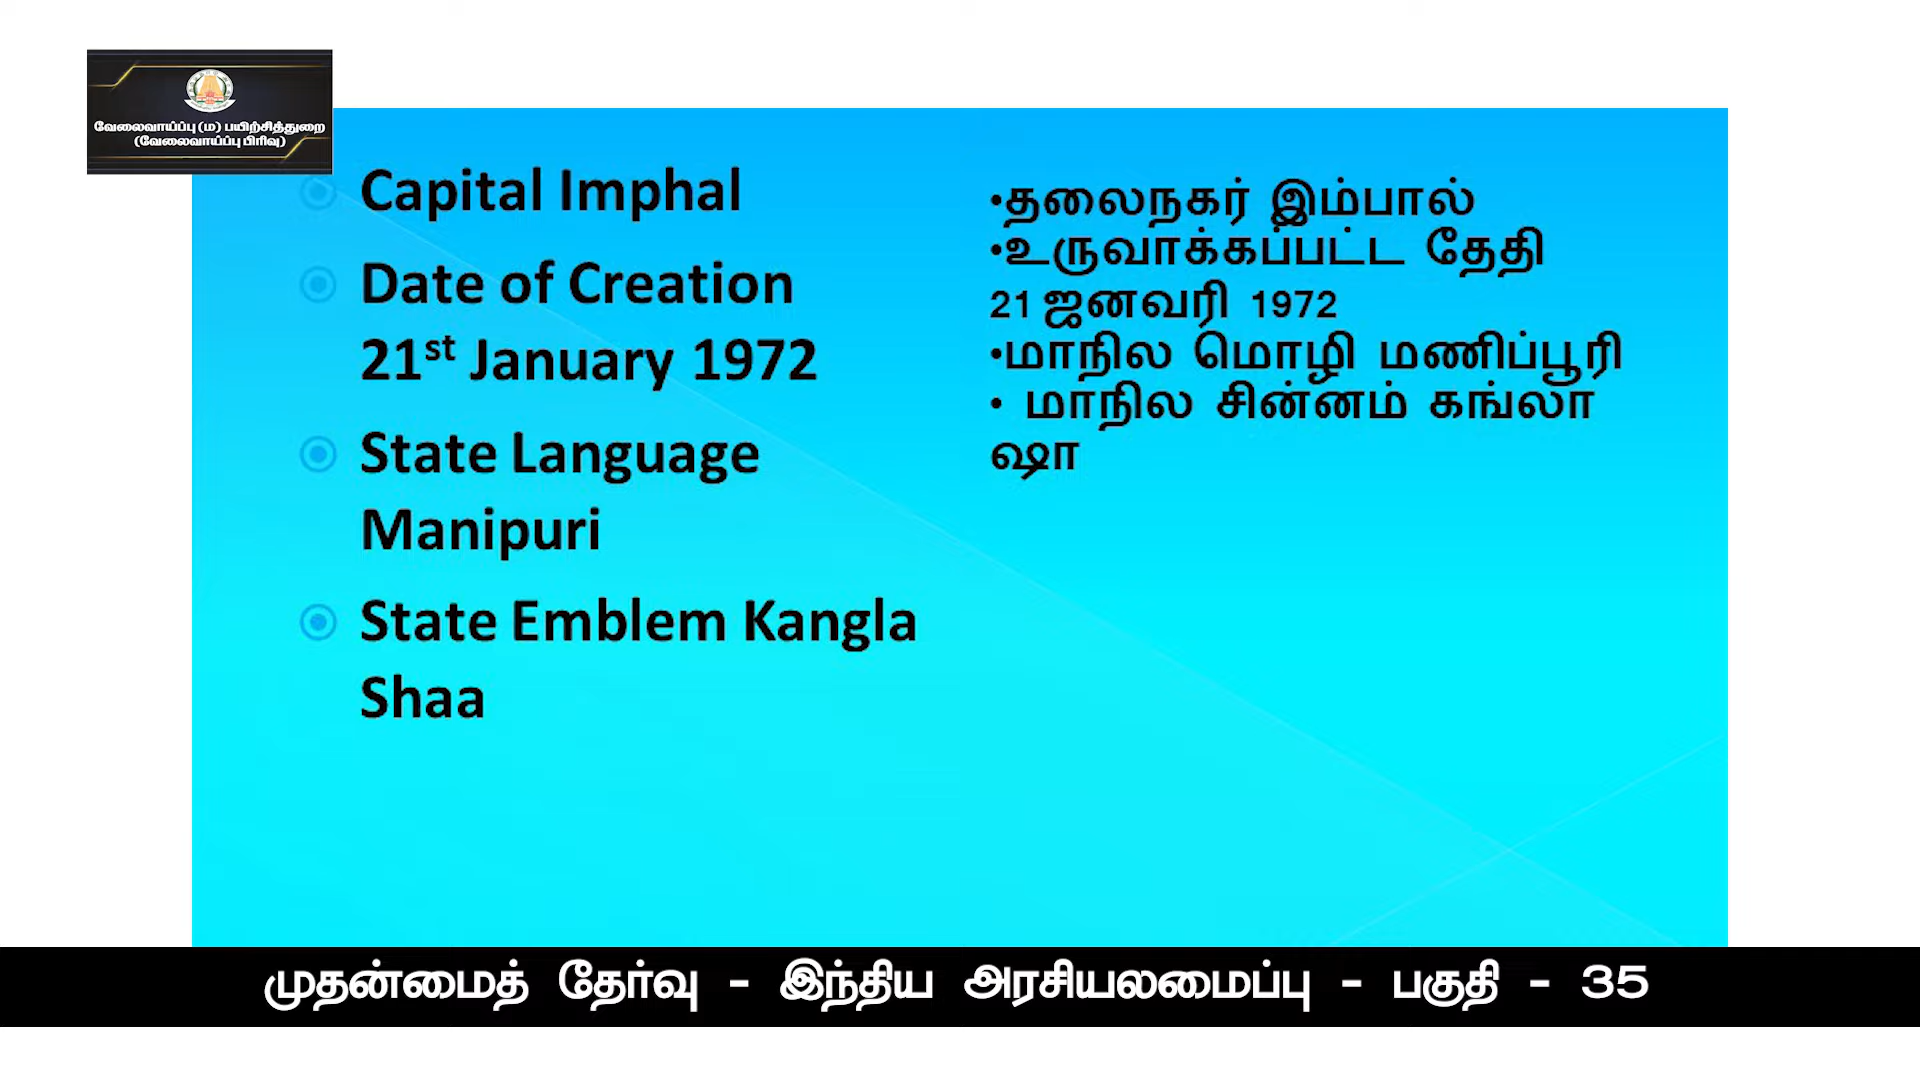 வேலைவாய்ப்பு (ம) பயிற்சித்துறை
(வேலைவாய்ப்பு பிரிவு)
Capital Imphal
Date of Creation
21st January 1972
State Language
Manipuri
State Emblem Kangla
Shaa
•தலைநகர் இம்பால்
•உருவாக்கப்பட்ட தேதி
21 ஜனவரி 1972
•மாநில மொழி மணிப்பூரி
• மாநில சின்னம் கங்லா
ஷா
முதன்மைத் தேர்வு - இந்திய அரசியலமைப்பு - பகுதி - 35